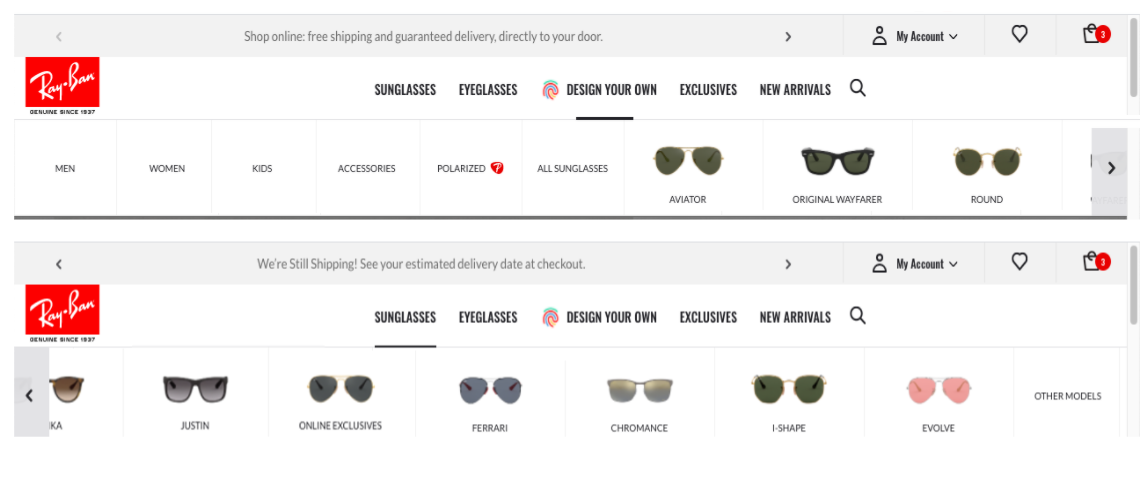 Shop online: free shipping and guaranteed delivery, directly to your door.
My Account
3
Ray-Ban
GENUINE SINCE 1937
SUNGLASSES EYEGLASSES DESIGN YOUR OWN EXCLUSIVES NEW ARRIVALS
MEN WOMEN KIDS ACCESSORIES POLARIZED P ALL SUNGLASSES
AVIATOR ORIGINAL WAYFARER ROUND
We're Still Shipping! See your estimated delivery date at checkout.
My Account
3
Ray-Ban
GENUINE SINCE 1937
SUNGLASSES EYEGLASSES DESIGN YOUR OWN EXCLUSIVES NEW ARRIVALS
OTHER MODELS
KA JUSTIN ONLINE EXCLUSIVES FERRARI CHROMANCE I-SHAPE EVOLVE